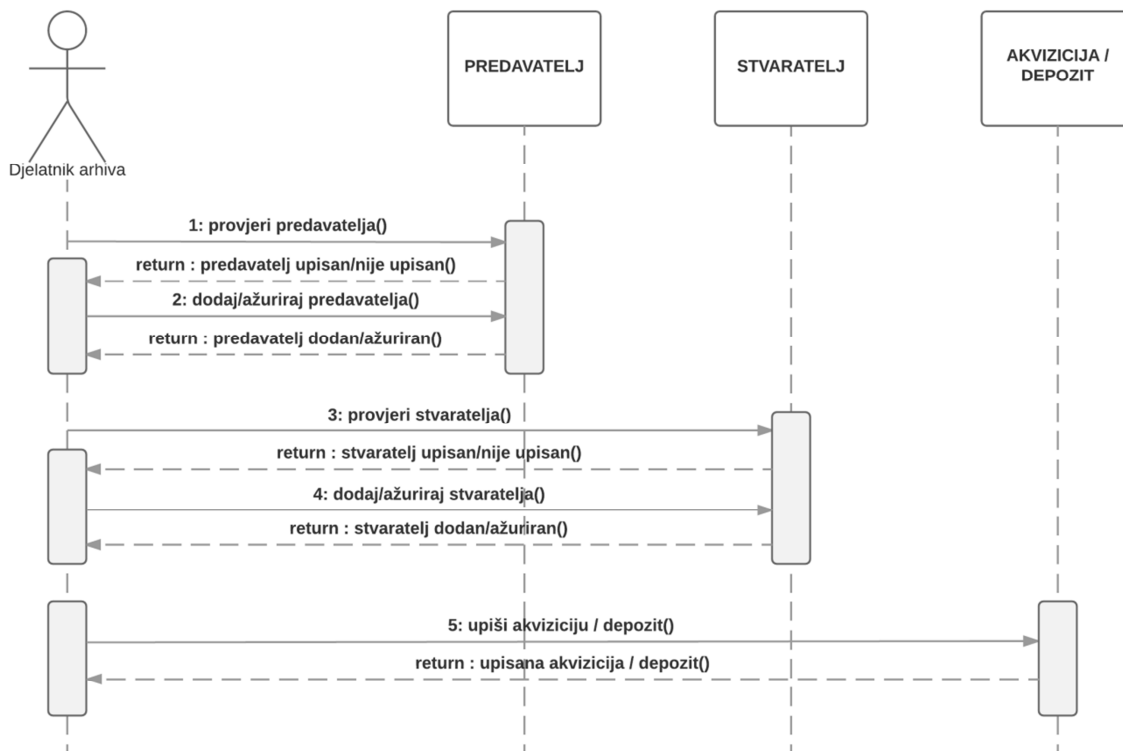 PREDAVATELJ
STVARATELJ
AKVIZICIJA /
DEPOZIT
Djelatnik arhiva
1: provjeri predavatelja()
return : predavatelj upisan/nije upisan()
2: dodaj/ažuriraj predavatelja()
return : predavatelj dodan/ažuriran()
3: provjeri stvaratelja()
return : stvaratelj upisan/nije upisan()
4: dodaj/ažuriraj stvaratelja()
return : stvaratelj dodan/ažuriran()
5: upiši akviziciju / depozit()
return : upisana akvizicija / depozit()